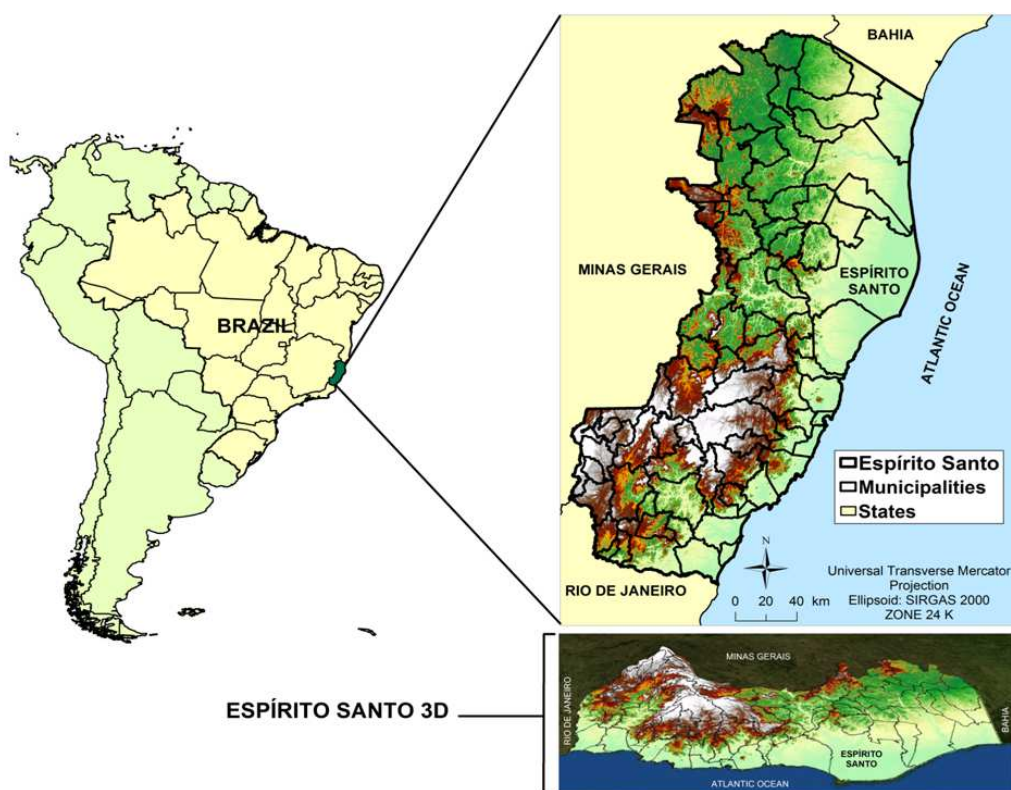 BRAZIL
BAHIA
MINAS GERAIS
ESPÍRITO
SANTO
ATLANTIC OCEAN
Espírito Santo
Municipalities
States
N
RIO DE JANEIRO
0 20 40 km
Universal Transverse Mercator
Projection
Ellipsoid: SIRGAS 2000
ZONE 24 K
ESPÍRITO SANTO 3D
RIO DE JANEIRO
MINAS GERAIS
BAHIA
ESPÍRITO
SANTO
ATLANTIC OCEAN